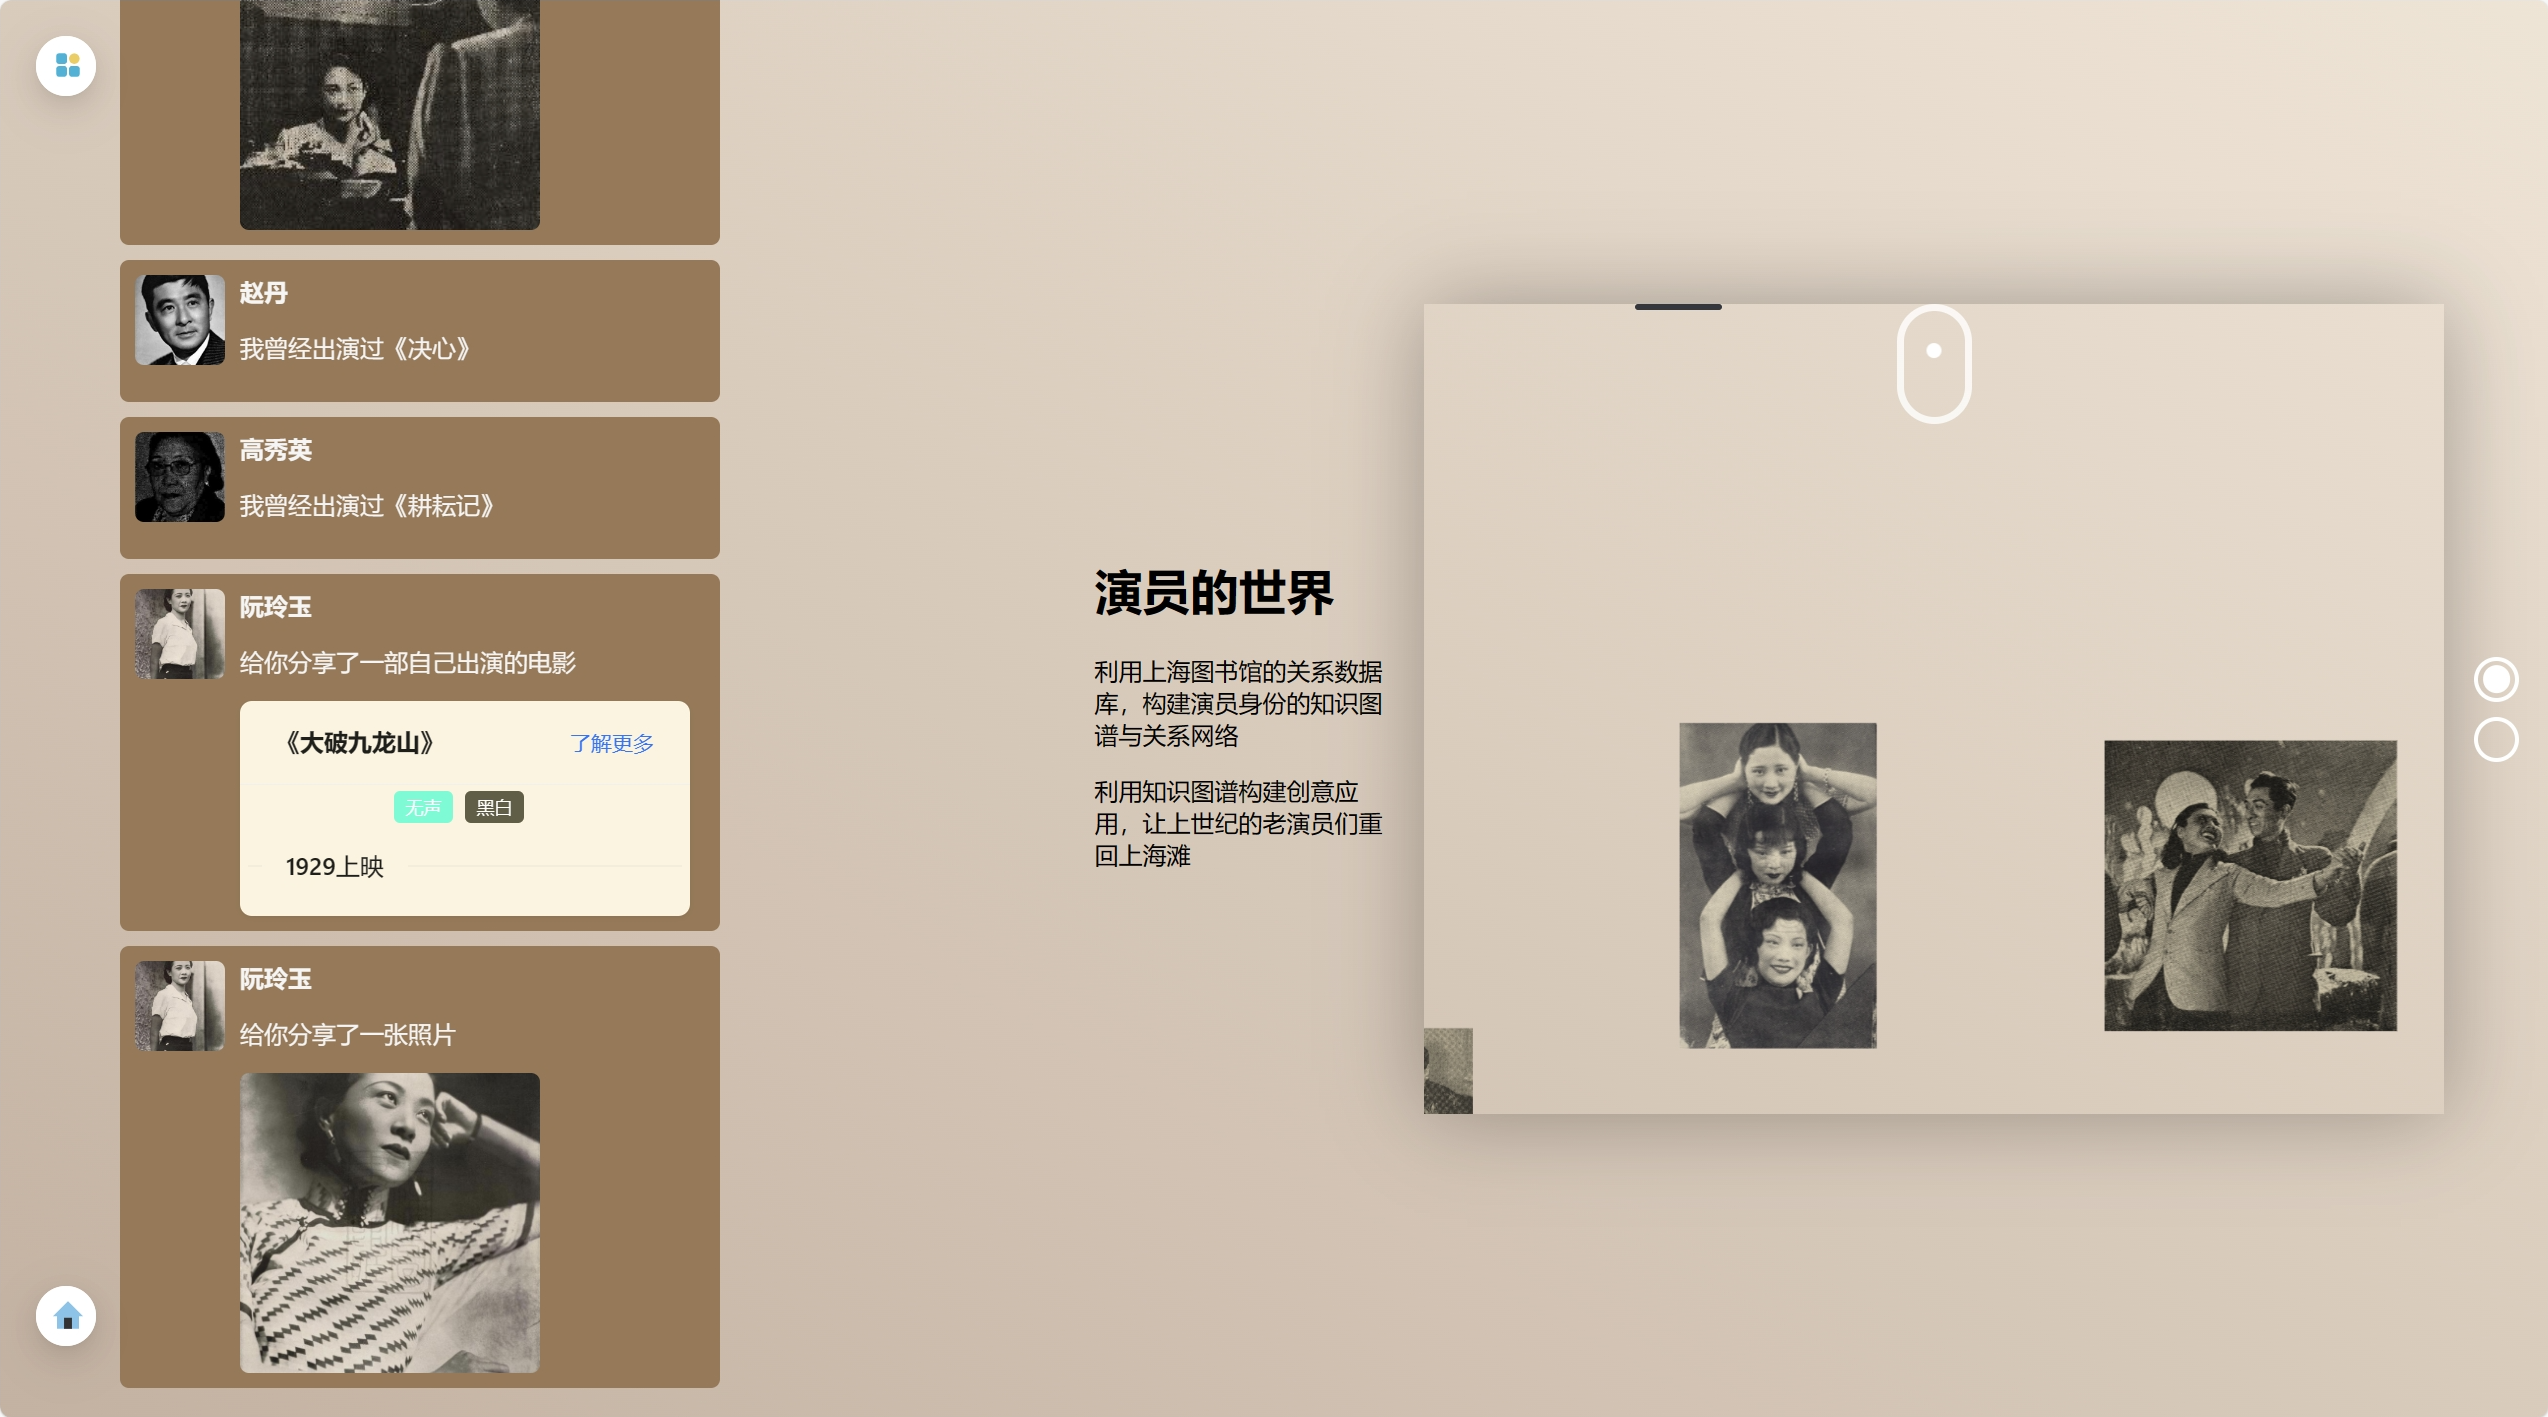 赵丹
我曾经出演过《决心》
高秀英
我曾经出演过《耕耘记》
阮玲玉
给你分享了一部自己出演的电影
《大破九龙山》
了解更多
无声
黑白
1929上映
阮玲玉
给你分享了一张照片
演员的世界
利用上海图书馆的关系数据
库，构建演员身份的知识图
谱与关系网络
利用知识图谱构建创意应
用，让上世纪的老演员们重
回上海滩